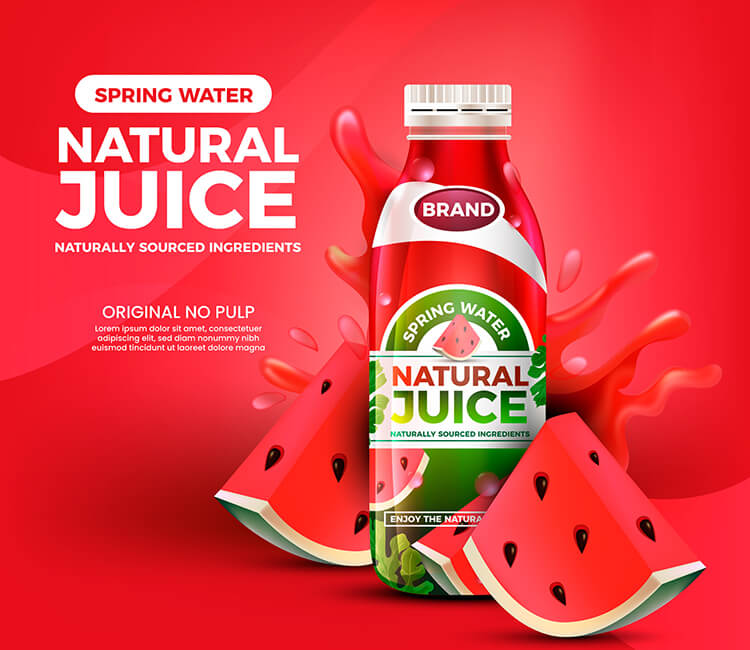 SPRING WATER
NATURAL
JUICE
NATURALLY SOURCED INGREDIENTS
ORIGINAL NO PULP
Lorem ipsum dolor sit amet, consectetuer
adipiscing elit, sed diam nonummy nibh
euismod tincidunt ut laoreet dolore magna
BRAND
SPRING WATER
NATURAL
JUICE
NATURALLY SOURCED INGREDIENTS
ENJOY THE NATURA